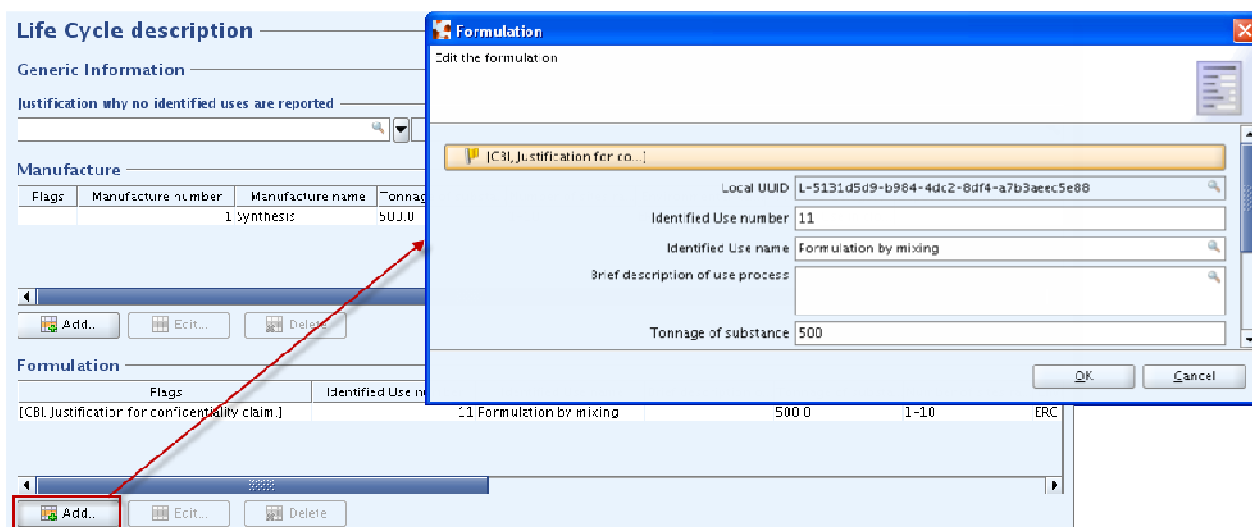 Life Cycle description
Generic Information
Justification why no identified uses are reported
Manufacture
Flags Manufacture number Manufacture name Tonnag
1 Synthesis 500.0
Add.. Edit... Delete
Formulation
Flags Identified Use nu
[CBI, Justification for confidentiality claim.] 11 Formulation by mixing 500.0 1-10 ERC
Add.. Edit... Delete
Formulation
Edit the formulation
[CBI, Justification for co...]
Local UUID L-5131d5d9-b984-4dc2-8df4-a7b3aeec5e88
Identified Use number 11
Identified Use name Formulation by mixing
Brief description of use process
Tonnage of substance 500
OK Cancel